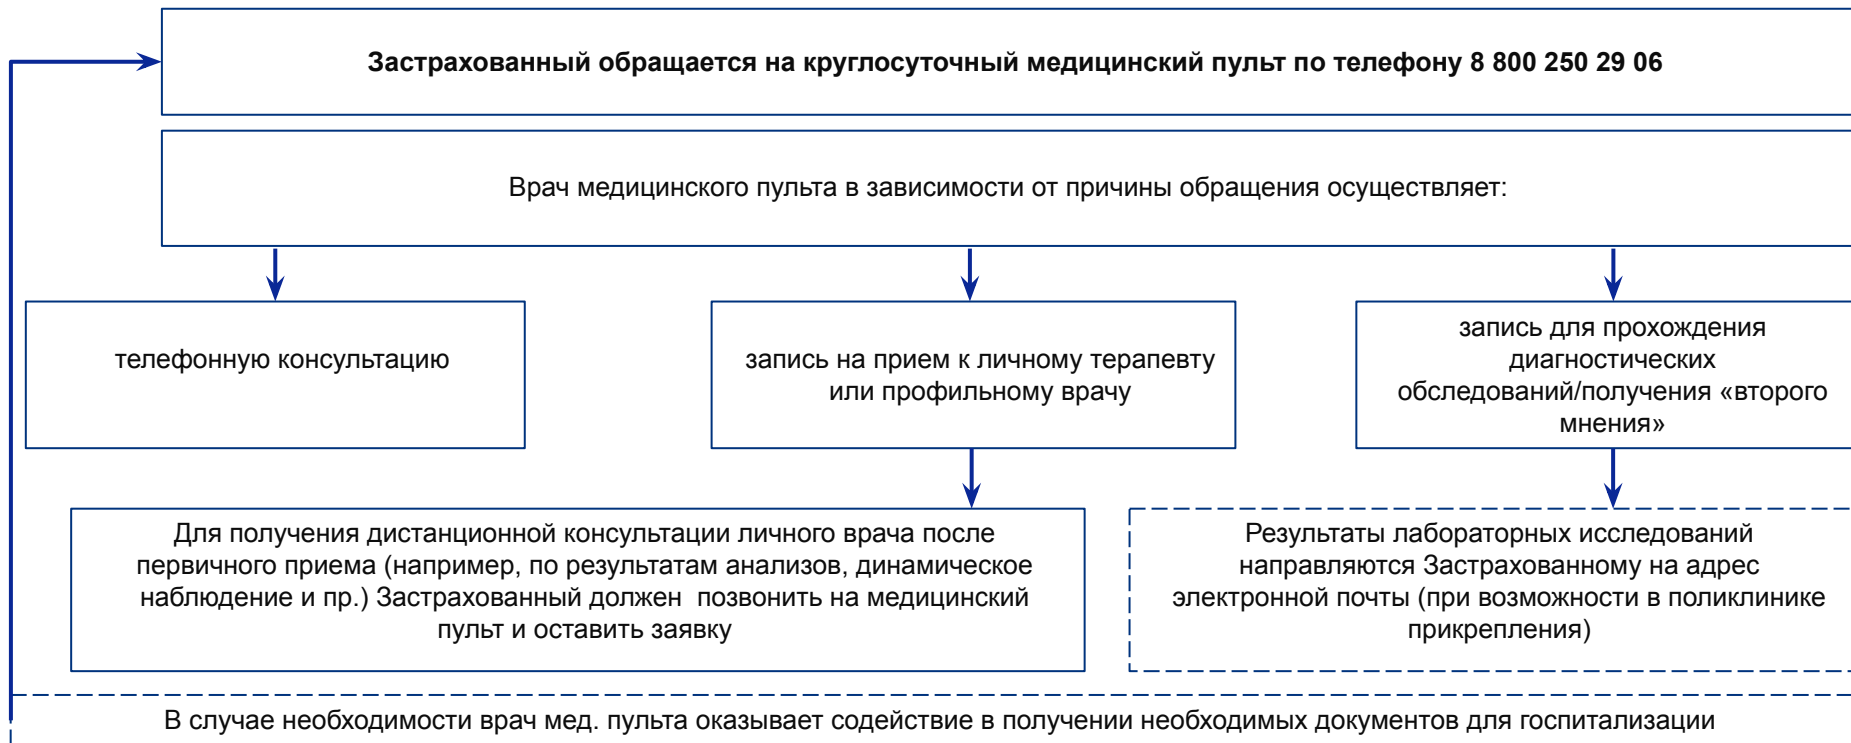 Застрахованный обращается на круглосуточный медицинский пульт по телефону 8 800 250 29 06
Врач медицинского пульта в зависимости от причины обращения осуществляет:
телефонную консультацию
запись на прием к личному терапевту
или профильному врачу
запись для прохождения
диагностических
обследований/получения «второго
мнения»
Для получения дистанционной консультации личного врача после
первичного приема (например, по результатам анализов, динамическое
наблюдение и пр.) Застрахованный должен  позвонить на медицинский
пульт и оставить заявку
Результаты лабораторных исследований
направляются Застрахованному на адрес
электронной почты (при возможности в поликлинике
прикрепления)
В случае необходимости врач мед. пульта оказывает содействие в получении необходимых документов для госпитализации